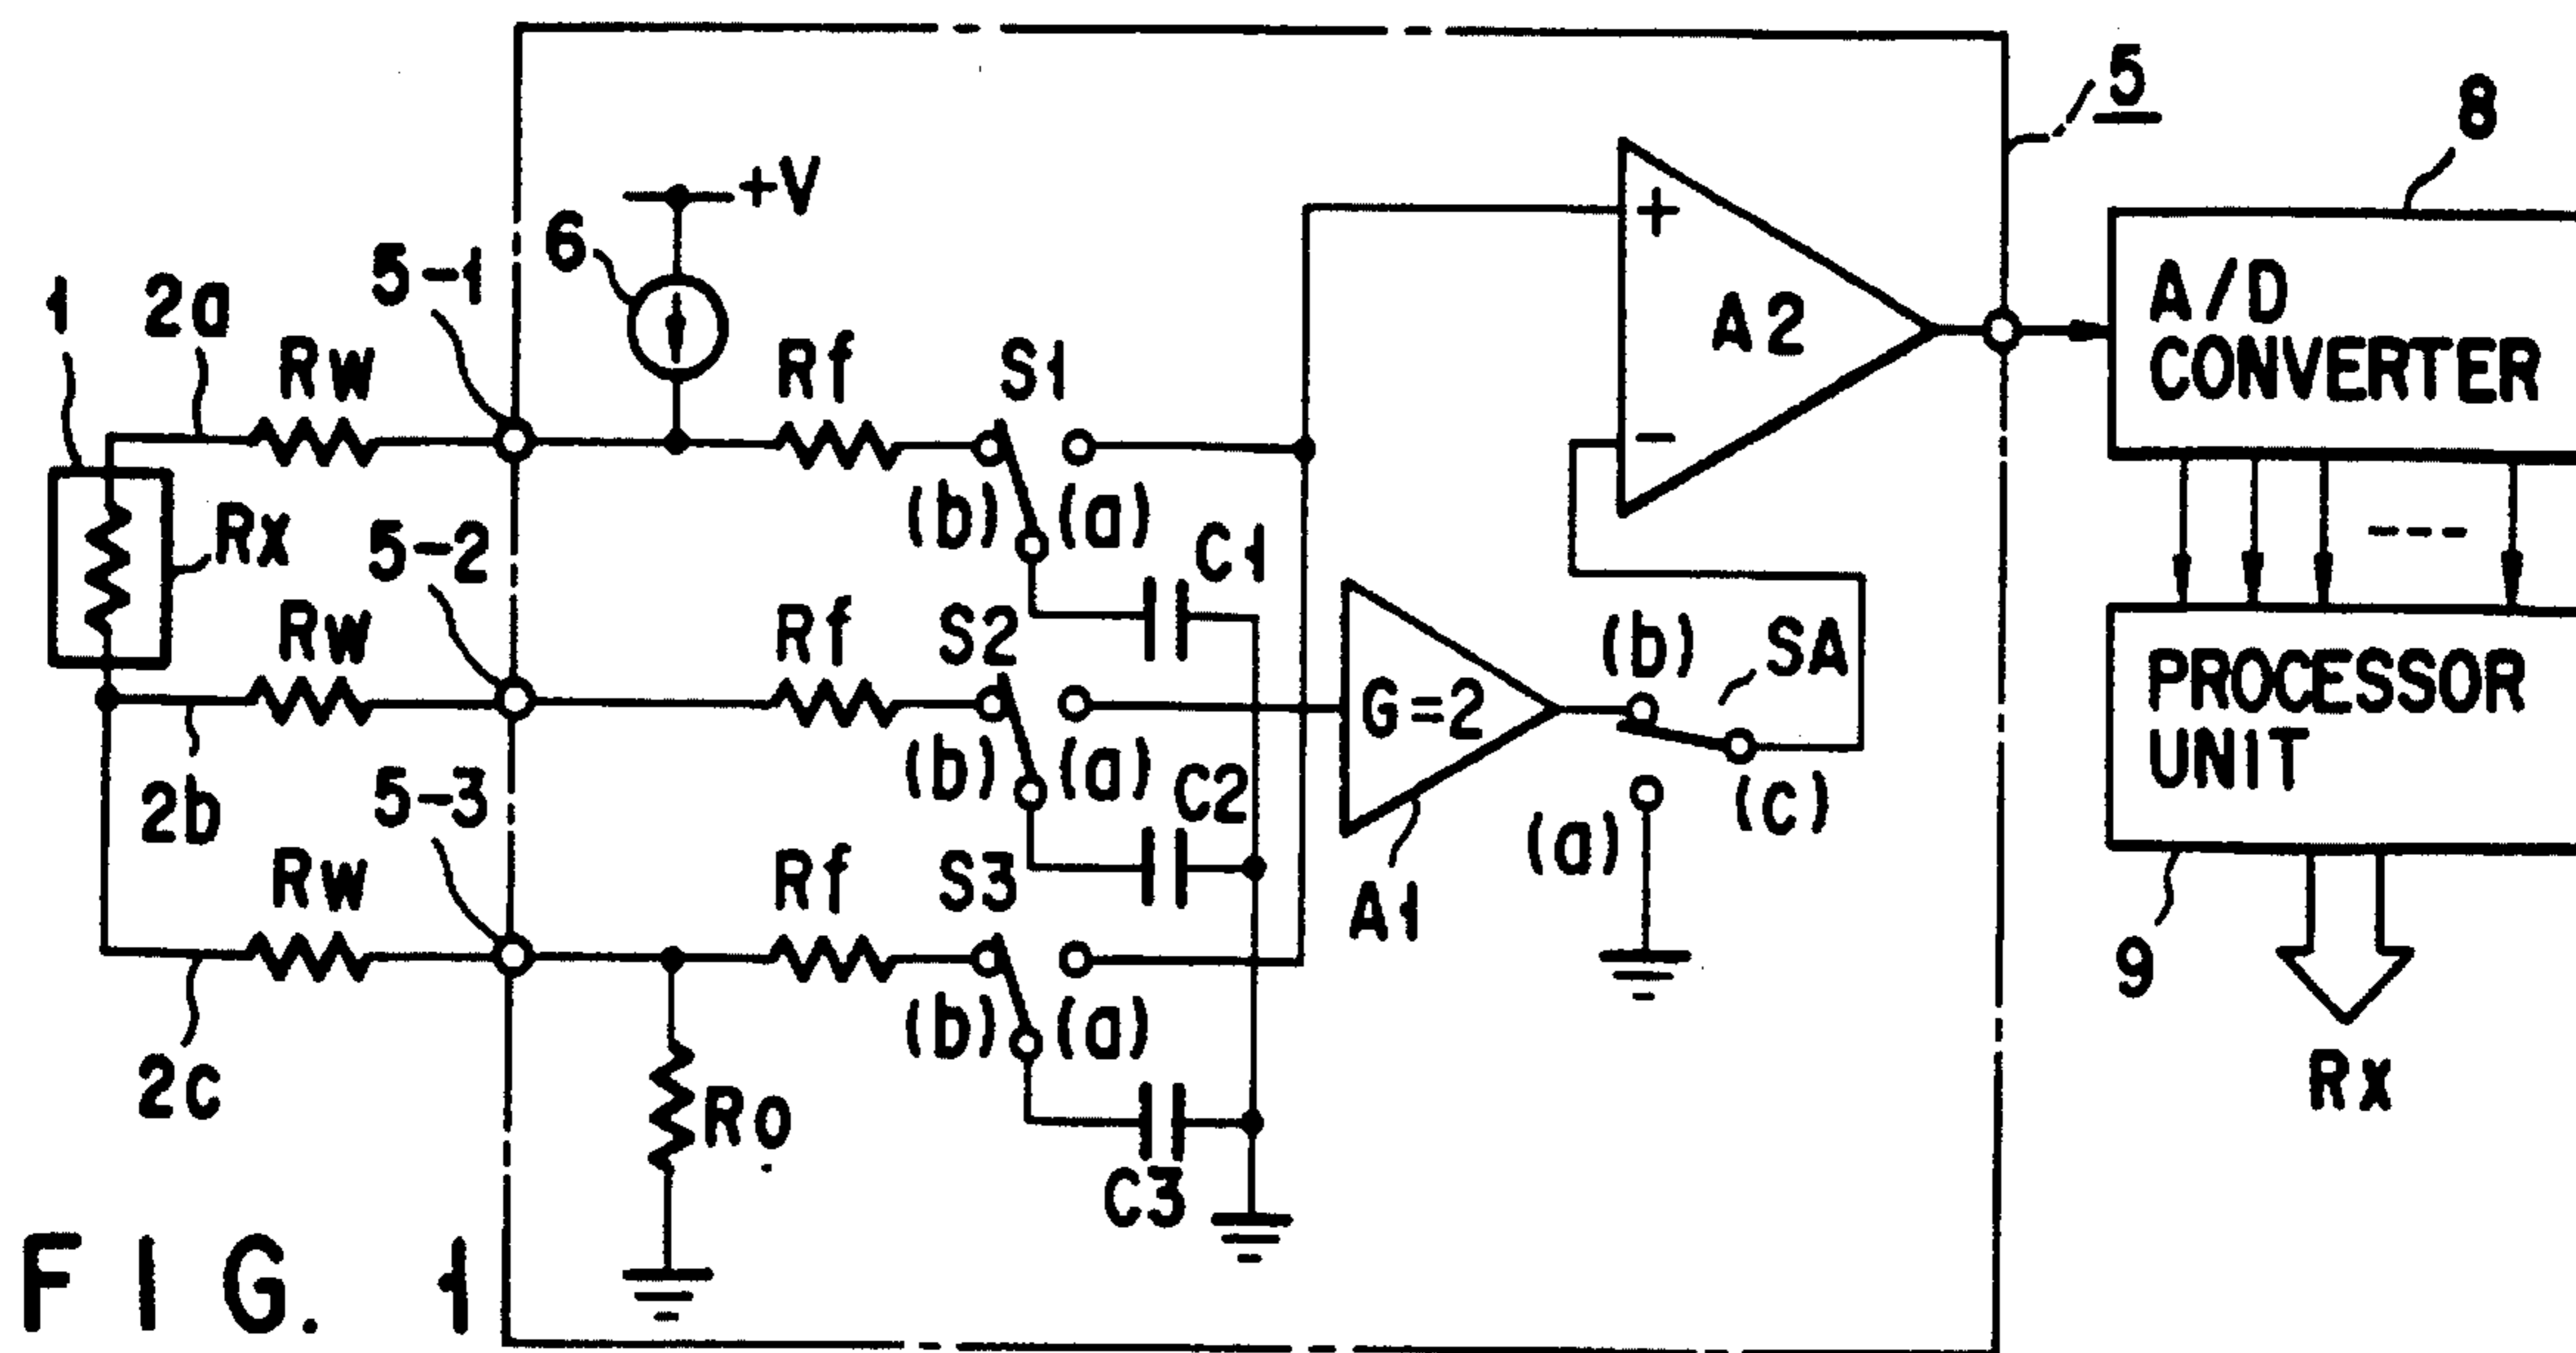 5
8
+V
6
5-1
1
2a
Rw
Rf
S1
A2
+
-
A/D
CONVERTER
(b)
(a)
Rx
5-2
C1
Rw
Rf
S2
G=2
(b)
SA
PROCESSOR
UNIT
(b)
(a)
C2
(c)
2b
5-3
(a)
Rw
Rf
S3
A1
9
(b)
(a)
2c
Ro
C3
Rx
FIG. 1